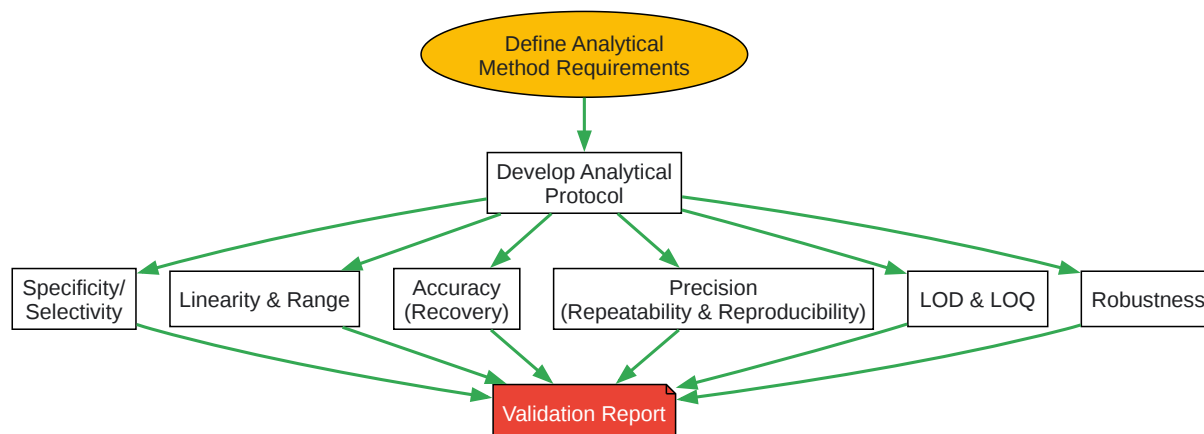 Define Analytical
Method Requirements
Develop Analytical
Protocol
Specificity/
Selectivity
Linearity & Range
Accuracy
(Recovery)
Precision
(Repeatability & Reproducibility)
LOD & LOQ
Robustness
Validation Report